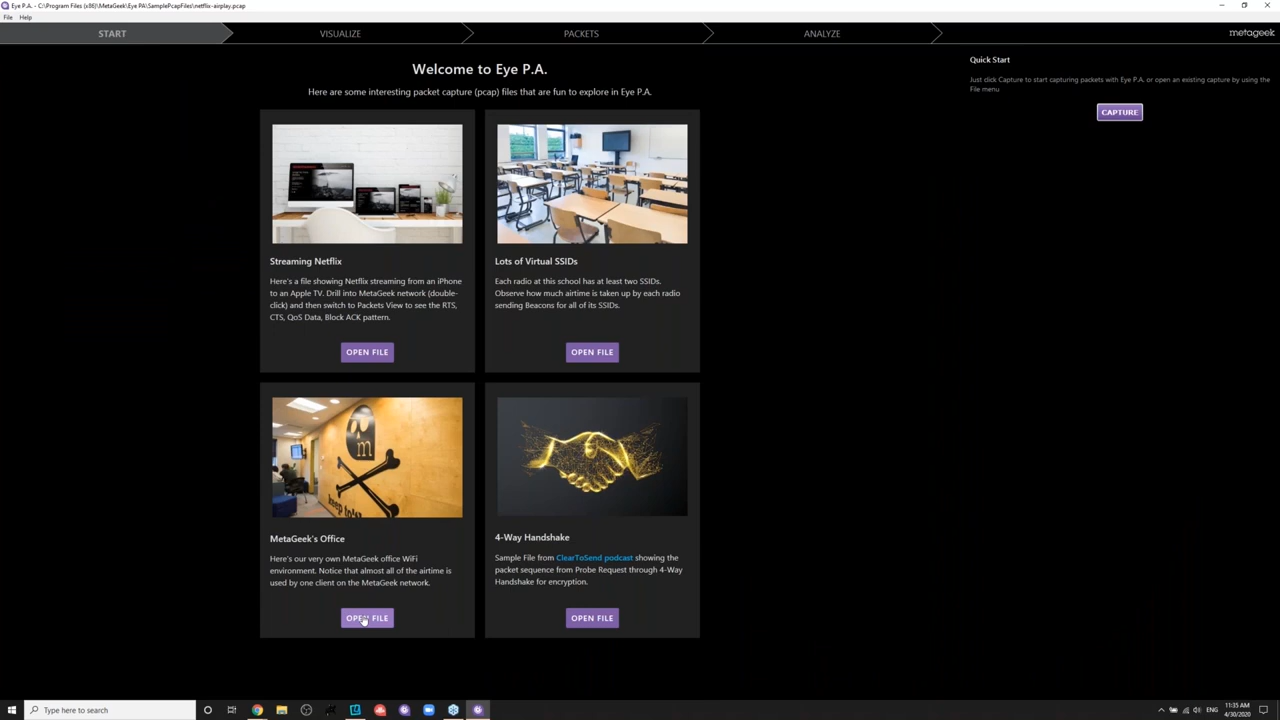 Eye P.A. - C:\Program Files (x86)\MetaGeek\Eye PA\SamplePcapFiles\netflix-airplay.pcap
File Help
START
VISUALIZE
PACKETS
ANALYZE
metageek
Welcome to Eye P.A.
Here are some interesting packet capture (pcap) files that are fun to explore in Eye P.A.
Quick Start
Just click Capture to start capturing packets with Eye P.A. or open an existing capture by using the
File menu
CAPTURE
Streaming Netflix
Here's a file showing Netflix streaming from an iPhone
to an Apple TV. Drill into MetaGeek network (double-
click) and then switch to Packets View to see the RTS,
CTS, QoS Data, Block ACK pattern.
OPEN FILE
Lots of Virtual SSIDs
Each radio at this school has at least two SSIDs.
Observe how much airtime is taken up by each radio
sending Beacons for all of its SSIDs.
OPEN FILE
m
MetaGeek's Office
Here's our very own MetaGeek office WiFi
environment. Notice that almost all of the airtime is
used by one client on the MetaGeek network.
OPEN FILE
4-Way Handshake
Sample File from ClearToSend podcast showing the
packet sequence from Probe Request through 4-Way
Handshake for encryption.
OPEN FILE
Type here to search
ENG
11:35 AM
4/30/2020